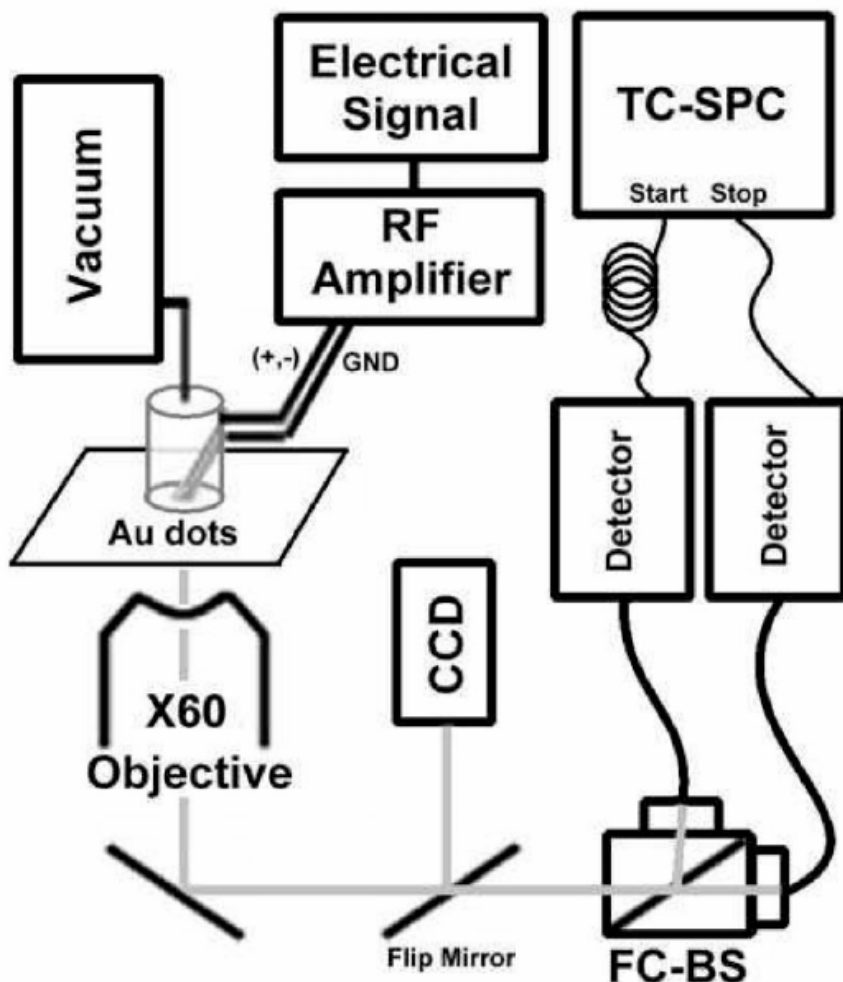 Vacuum
Electrical
Signal
RF
Amplifier
(+,-)
GND
TC-SPC
Start Stop
Detector
Detector
Au dots
X60
Objective
CCD
Flip Mirror
FC-BS